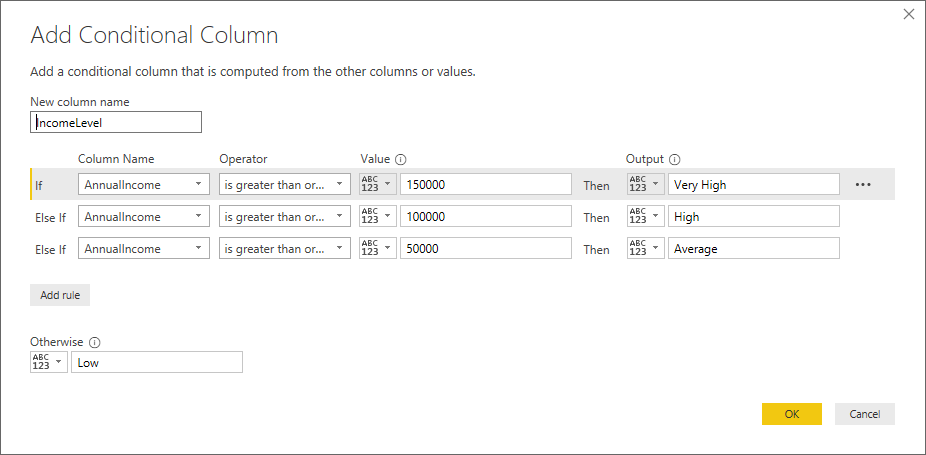 Add Conditional Column
Add a conditional column that is computed from the other columns or values.
New column name
IncomeLevel
Column Name Operator Value Output
If AnnualIncome is greater than or... ABC 123 150000 Then ABC 123 Very High ...
Else If AnnualIncome is greater than or... ABC 123 100000 Then ABC 123 High
Else If AnnualIncome is greater than or... ABC 123 50000 Then ABC 123 Average
Add rule
Otherwise
ABC 123 Low
OK Cancel